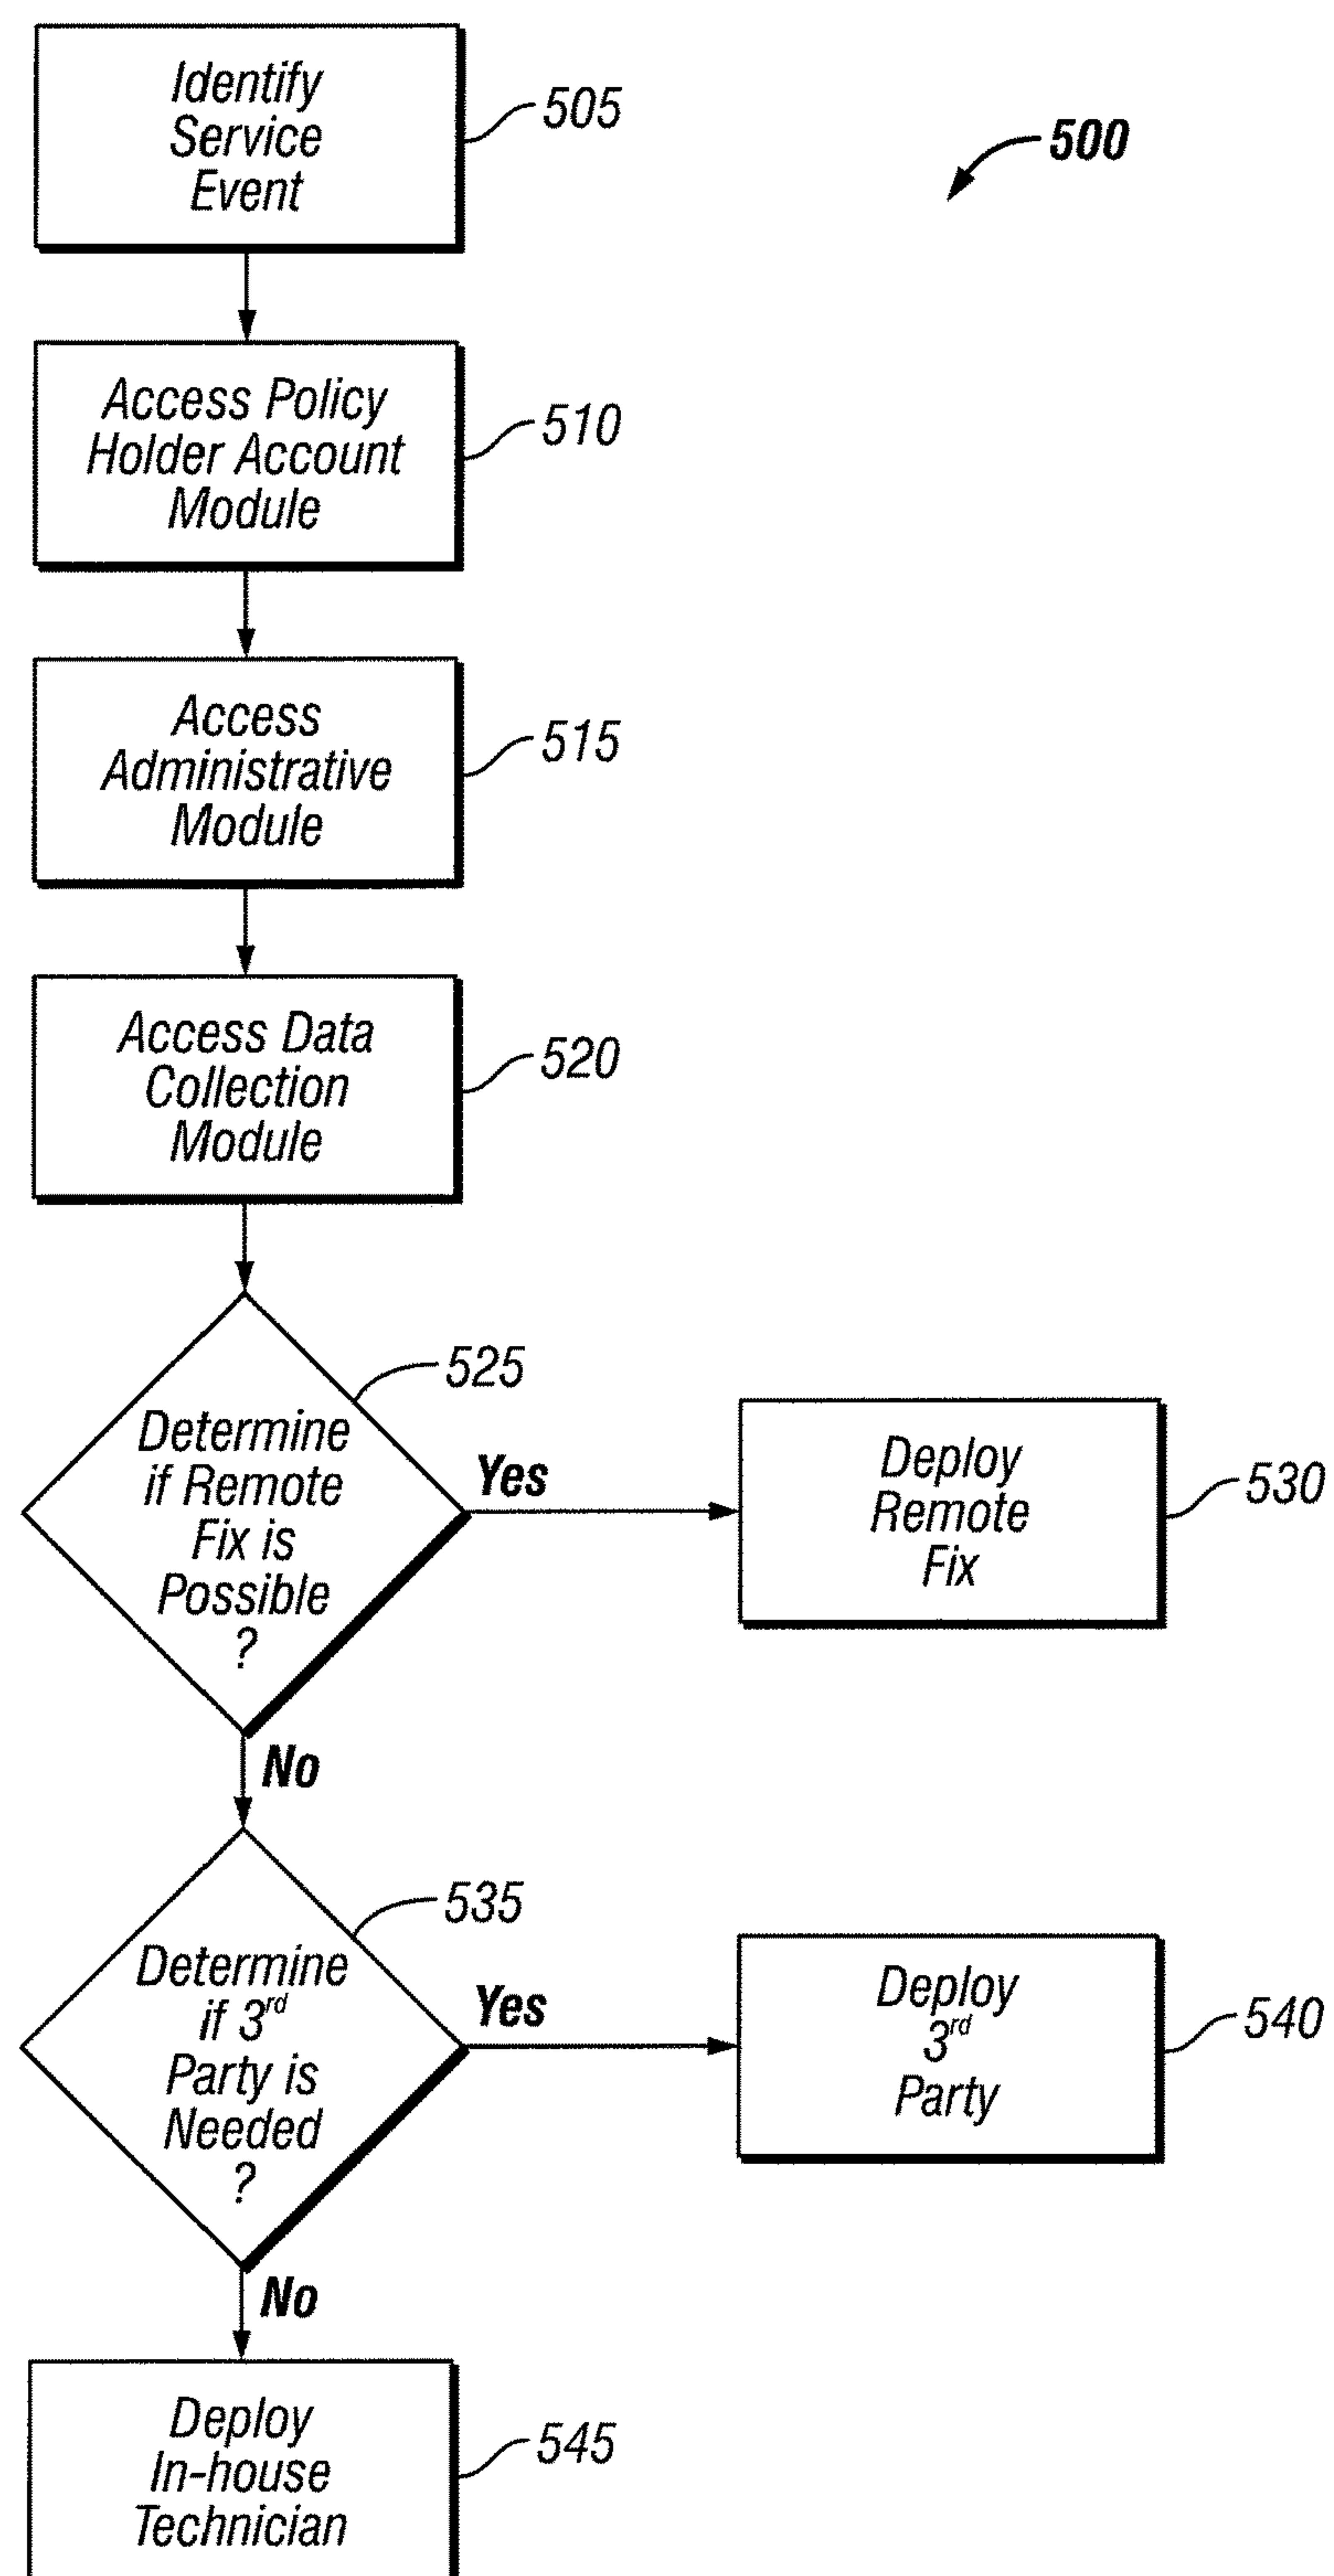 Identify
Service
Event
505
500
Access Policy
Holder Account
Module
510
Access
Administrative
Module
515
Access Data
Collection
Module
520
525
Determine
if Remote
Fix is
Possible
?
Yes
Deploy
Remote
Fix
530
No
535
Determine
if 3rd
Party is
Needed
?
Yes
Deploy
3rd
Party
540
No
Deploy
In-house
Technician
545